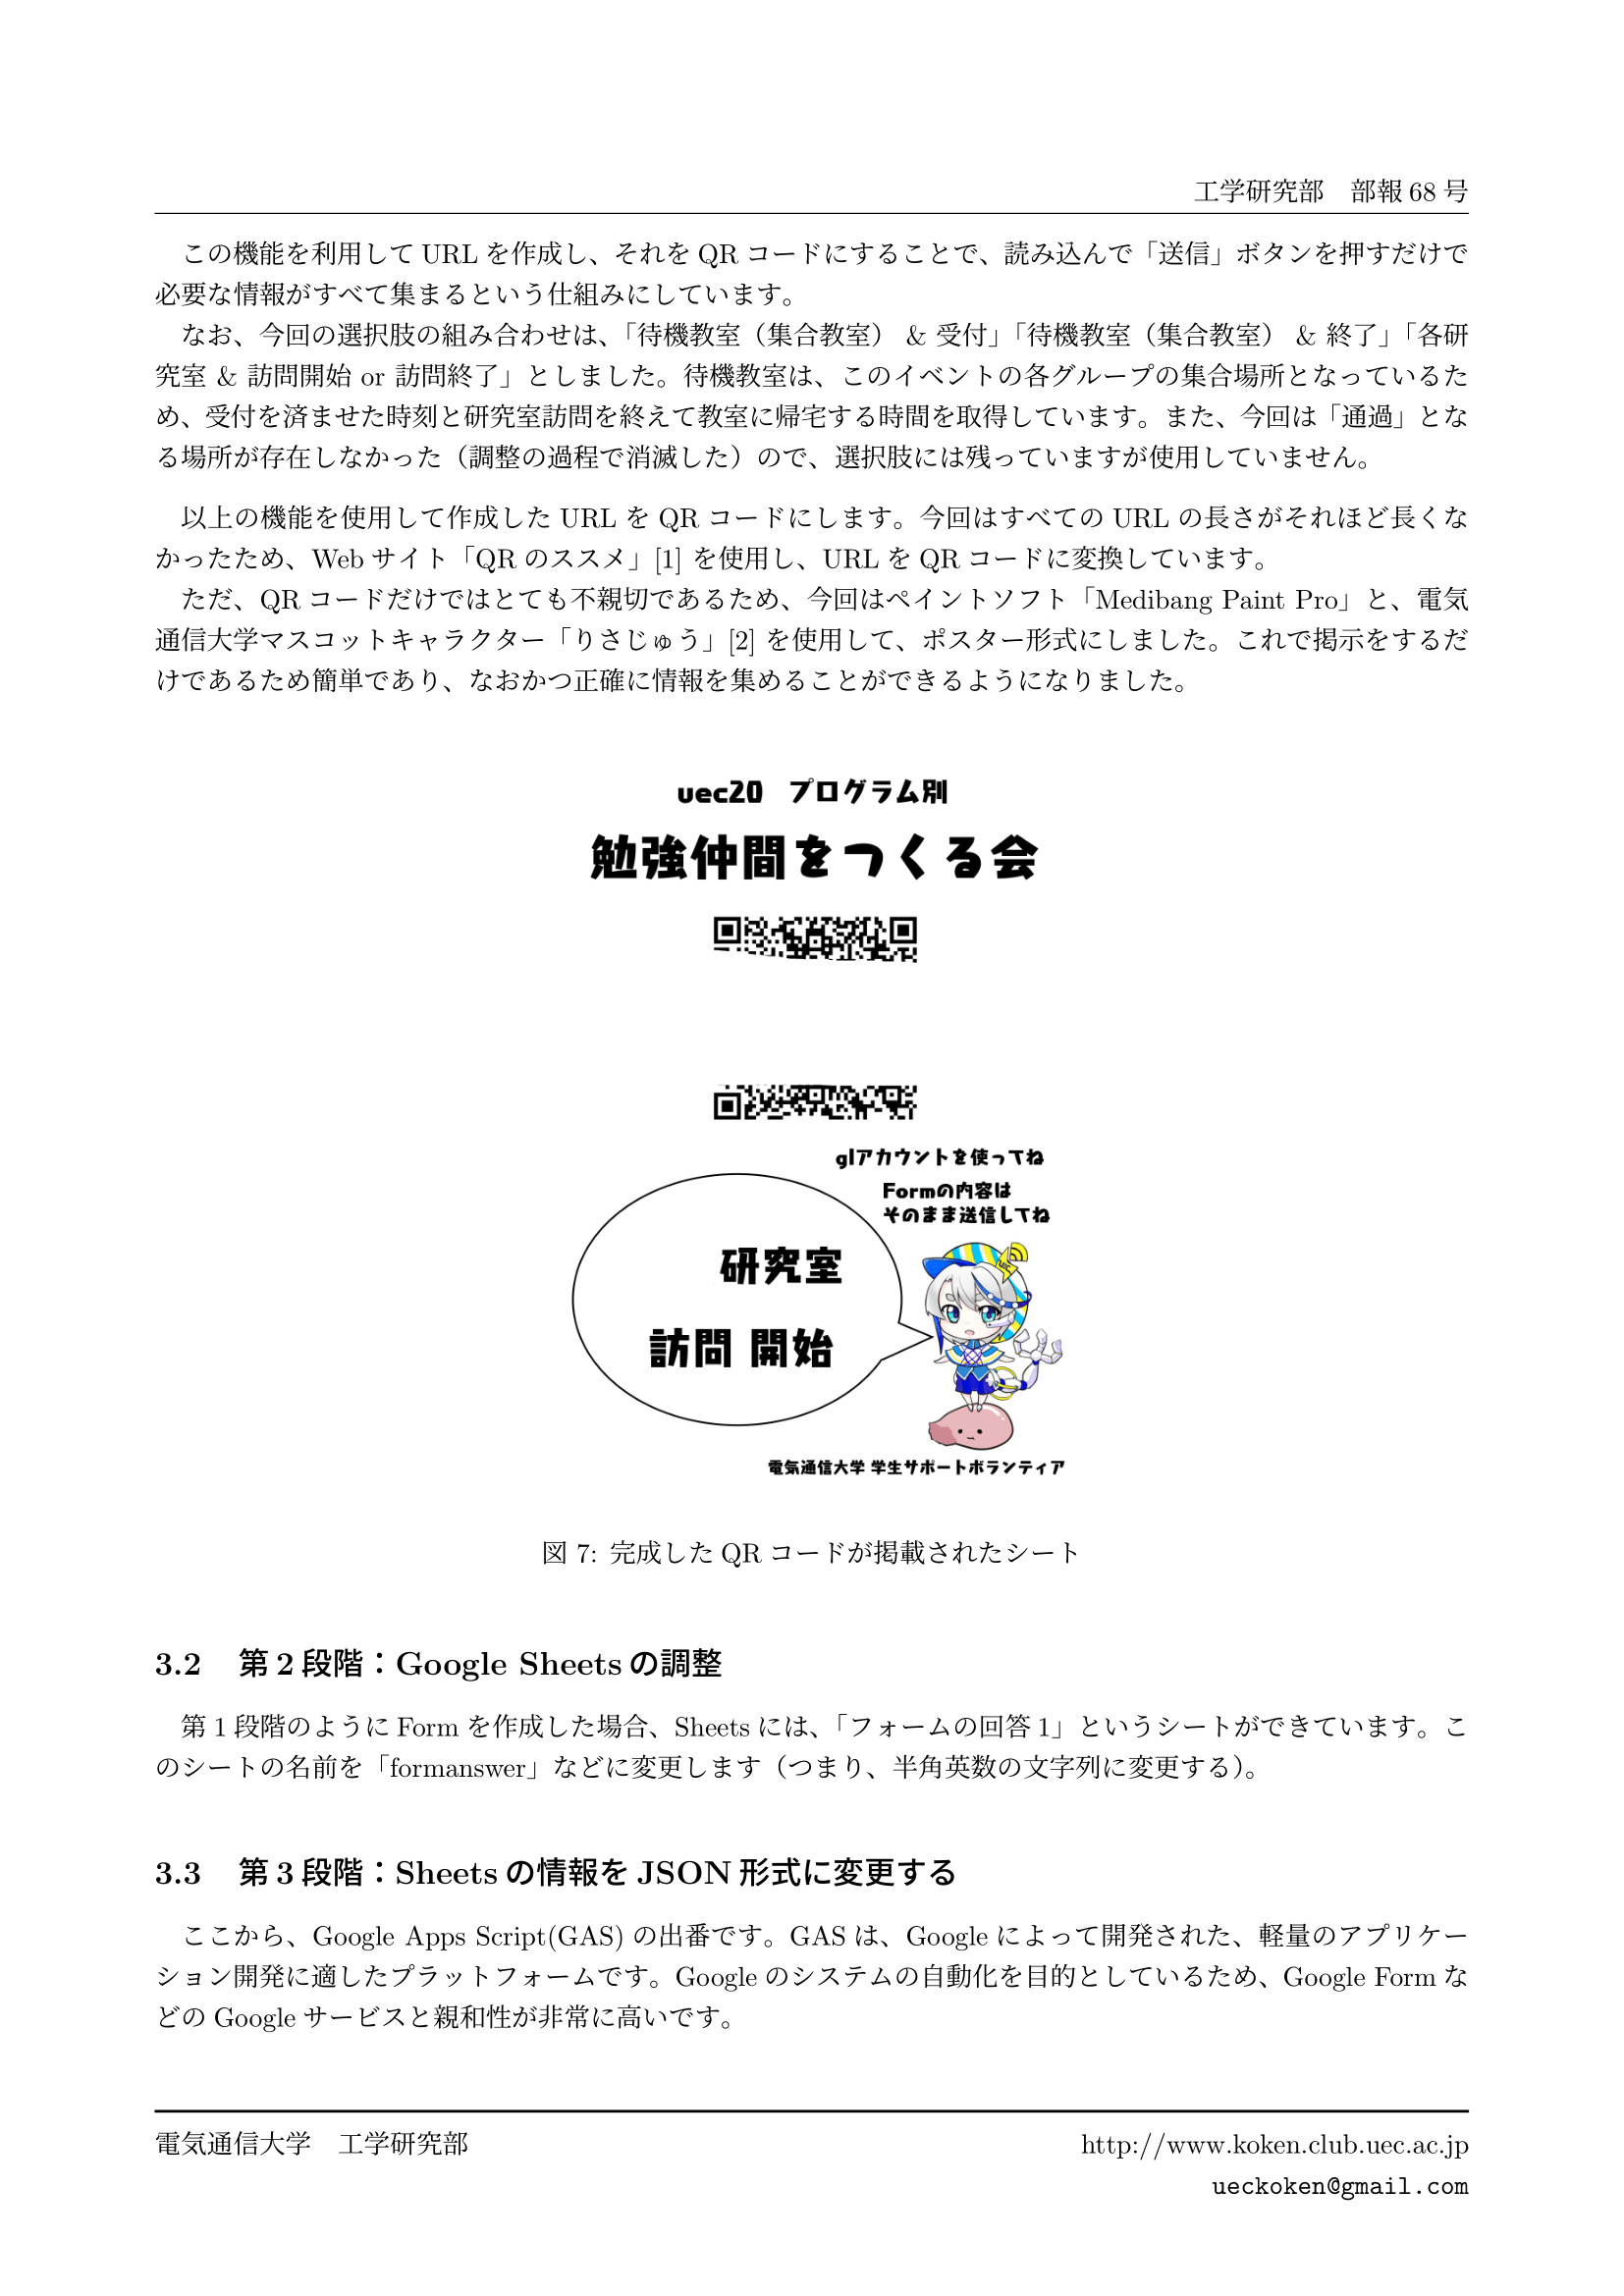 工学研究部　部報 68 号
この機能を利用して URL を作成し、それを QR コードにすることで、読み込んで「送信」ボタンを押すだけで
必要な情報がすべて集まるという仕組みにしています。
なお、今回の選択肢の組み合わせは、「待機教室（集合教室） & 受付」「待機教室（集合教室） & 終了」「各研
究室 & 訪問開始 or 訪問終了」としました。待機教室は、このイベントの各グループの集合場所となっているた
め、受付を済ませた時刻と研究室訪問を終えて教室に帰宅する時間を取得しています。また、今回は「通過」とな
る場所が存在しなかった（調整の過程で消滅した）ので、選択肢には残っていますが使用していません。
以上の機能を使用して作成した URL を QR コードにします。今回はすべての URL の長さがそれほど長くな
かったため、Web サイト「QR のススメ」[1] を使用し、URL を QR コードに変換しています。
ただ、QR コードだけではとても不親切であるため、今回はペイントソフト「Medibang Paint Pro」と、電気
通信大学マスコットキャラクター「りさじゅう」[2] を使用して、ポスター形式にしました。これで掲示をするだ
けであるため簡単であり、なおかつ正確に情報を集めることができるようになりました。
uec20　プログラム別
勉強仲間をつくる会
glアカウントを使ってね
Formの内容は
そのまま送信してね
研究室
訪問 開始
UEC
電気通信大学 学生サポートボランティア
図 7: 完成した QR コードが掲載されたシート
3.2　第 2 段階：Google Sheets の調整
第 1 段階のように Form を作成した場合、Sheets には、「フォームの回答 1」というシートができています。こ
のシートの名前を「formanswer」などに変更します（つまり、半角英数の文字列に変更する）。
3.3　第 3 段階：Sheets の情報を JSON 形式に変更する
ここから、Google Apps Script(GAS) の出番です。GAS は、Google によって開発された、軽量のアプリケー
ション開発に適したプラットフォームです。Google のシステムの自動化を目的としているため、Google Form な
どの Google サービスと親和性が非常に高いです。
電気通信大学　工学研究部
http://www.koken.club.uec.ac.jp
ueckoken@gmail.com